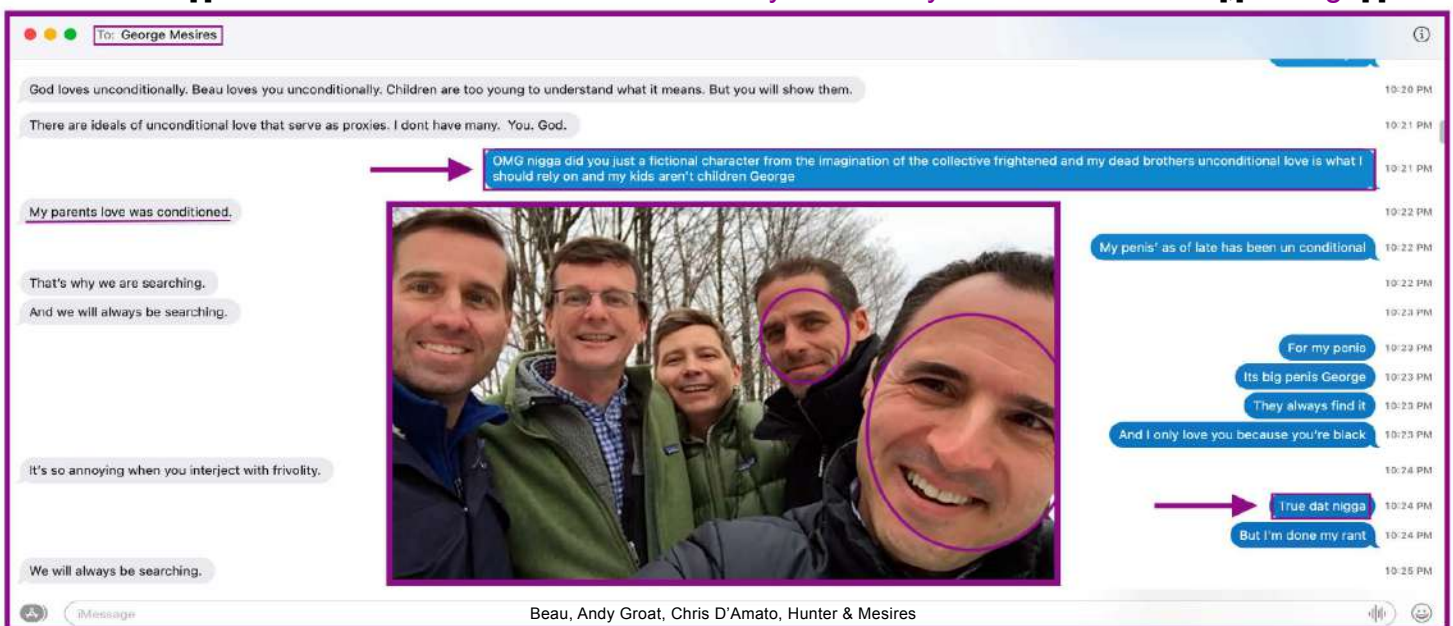 To: George Mesires
10:20 PM
God loves unconditionally. Beau loves you unconditionally. Children are too young to understand what it means. But you will show them.
There are ideals of unconditional love that serve as proxies. I dont have many. You. God.
10:21 PM
OMG nigga did you just a fictional character from the imagination of the collective frightened and my dead brothers unconditional love is what I
should rely on and my kids aren't children George
10:21 PM
My parents love was conditioned.
10:22 PM
My penis' as of late has been un conditional
10:22 PM
That's why we are searching.
10:22 PM
And we will always be searching.
10:23 PM
For my penis
10:23 PM
Its big penis George
10:23 PM
They always find it
10:23 PM
And I only love you because you're black
10:23 PM
It's so annoying when you interject with frivolity.
10:24 PM
True dat nigga
10:24 PM
But I'm done my rant
10:24 PM
We will always be searching.
10:25 PM
iMessage
Beau, Andy Groat, Chris D'Amato, Hunter & Mesires